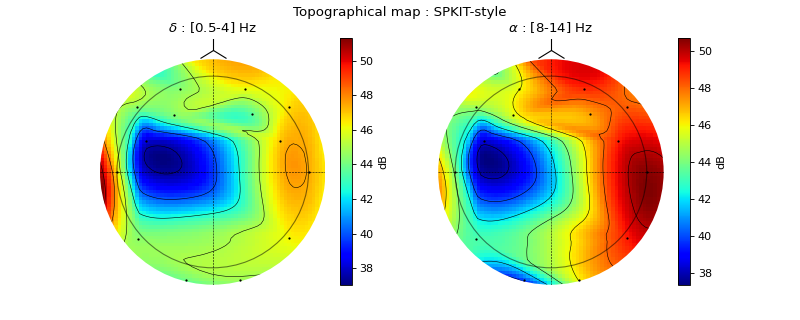 Topographical map : SPKIT-style
δ : [0.5-4] Hz
α : [8-14] Hz
50
48
46
44
42
40
38
dB
50
48
46
44
42
40
38
dB